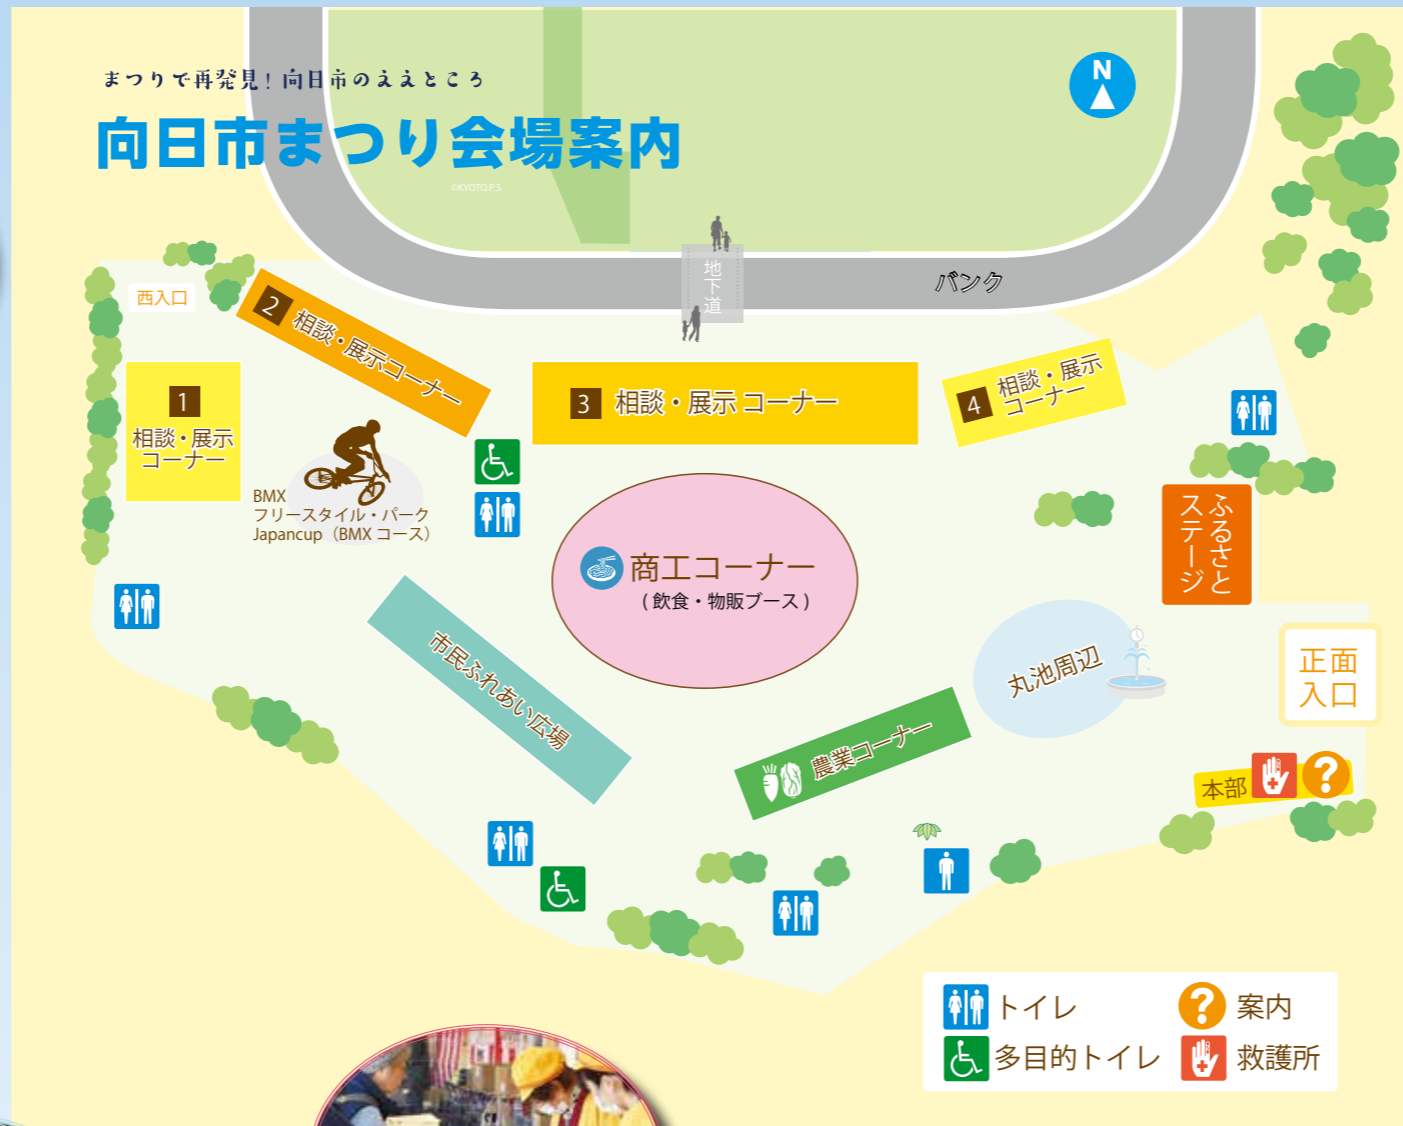 まつりで再発見！向日市のええところ
向日市まつり会場案内
©KYOTO.P.S
N
地下道
バンク
西入口
2 相談・展示コーナー
1
相談・展示
コーナー
3 相談・展示 コーナー
4 相談・展示
コーナー
BMX
フリースタイル・パーク
Japancup（BMX コース）
商工コーナー
( 飲食・物販ブース )
ふるさと
ステージ
市民ふれあい広場
丸池周辺
正面
入口
農業コーナー
本部
?
トイレ
? 案内
多目的トイレ
救護所